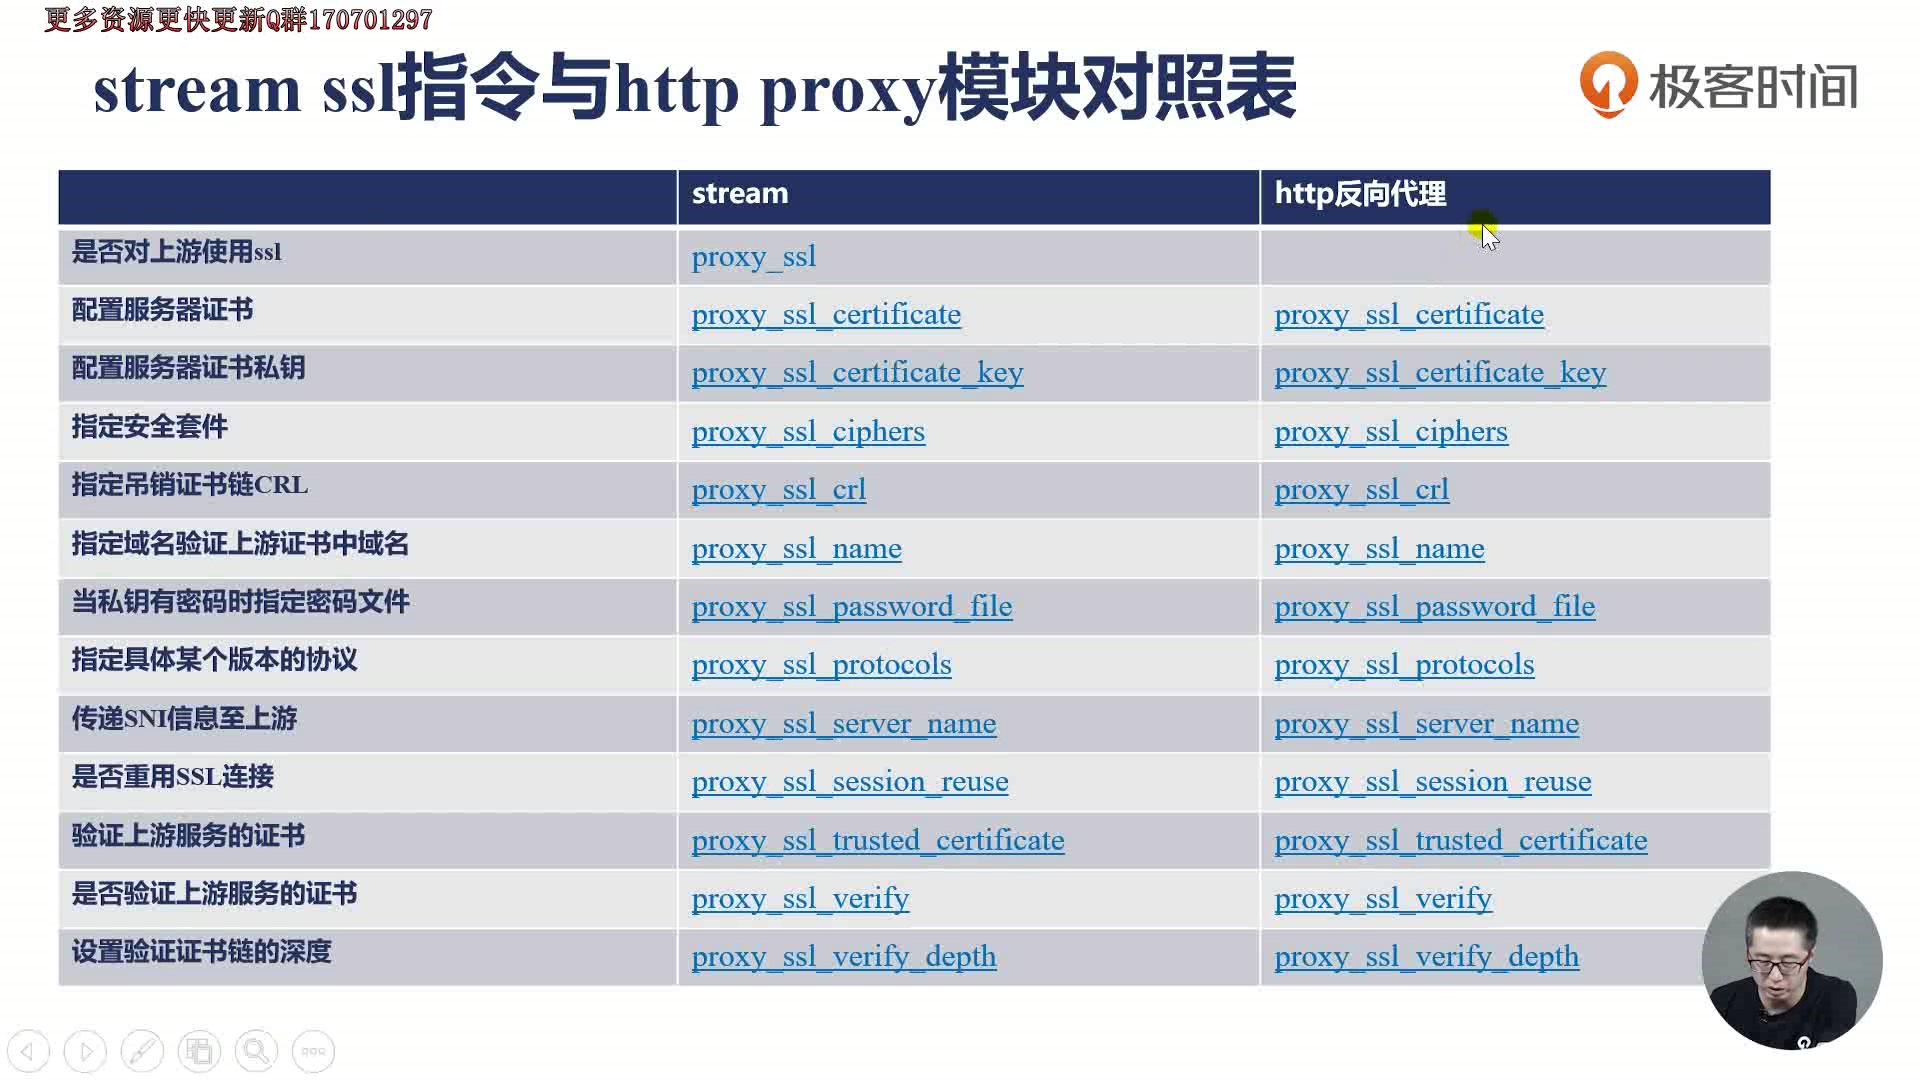 更多资源更快更新Q群170701297
stream ssl指令与http proxy模块对照表
极客时间
stream http反向代理
是否对上游使用ssl proxy_ssl
配置服务器证书 proxy_ssl_certificate proxy_ssl_certificate
配置服务器证书私钥 proxy_ssl_certificate_key proxy_ssl_certificate_key
指定安全套件 proxy_ssl_ciphers proxy_ssl_ciphers
指定吊销证书链CRL proxy_ssl_crl proxy_ssl_crl
指定域名验证上游证书中域名 proxy_ssl_name proxy_ssl_name
当私钥有密码时指定密码文件 proxy_ssl_password_file proxy_ssl_password_file
指定具体某个版本的协议 proxy_ssl_protocols proxy_ssl_protocols
传递SNI信息至上游 proxy_ssl_server_name proxy_ssl_server_name
是否重用SSL连接 proxy_ssl_session_reuse proxy_ssl_session_reuse
验证上游服务的证书 proxy_ssl_trusted_certificate proxy_ssl_trusted_certificate
是否验证上游服务的证书 proxy_ssl_verify proxy_ssl_verify
设置验证证书链的深度 proxy_ssl_verify_depth proxy_ssl_verify_depth